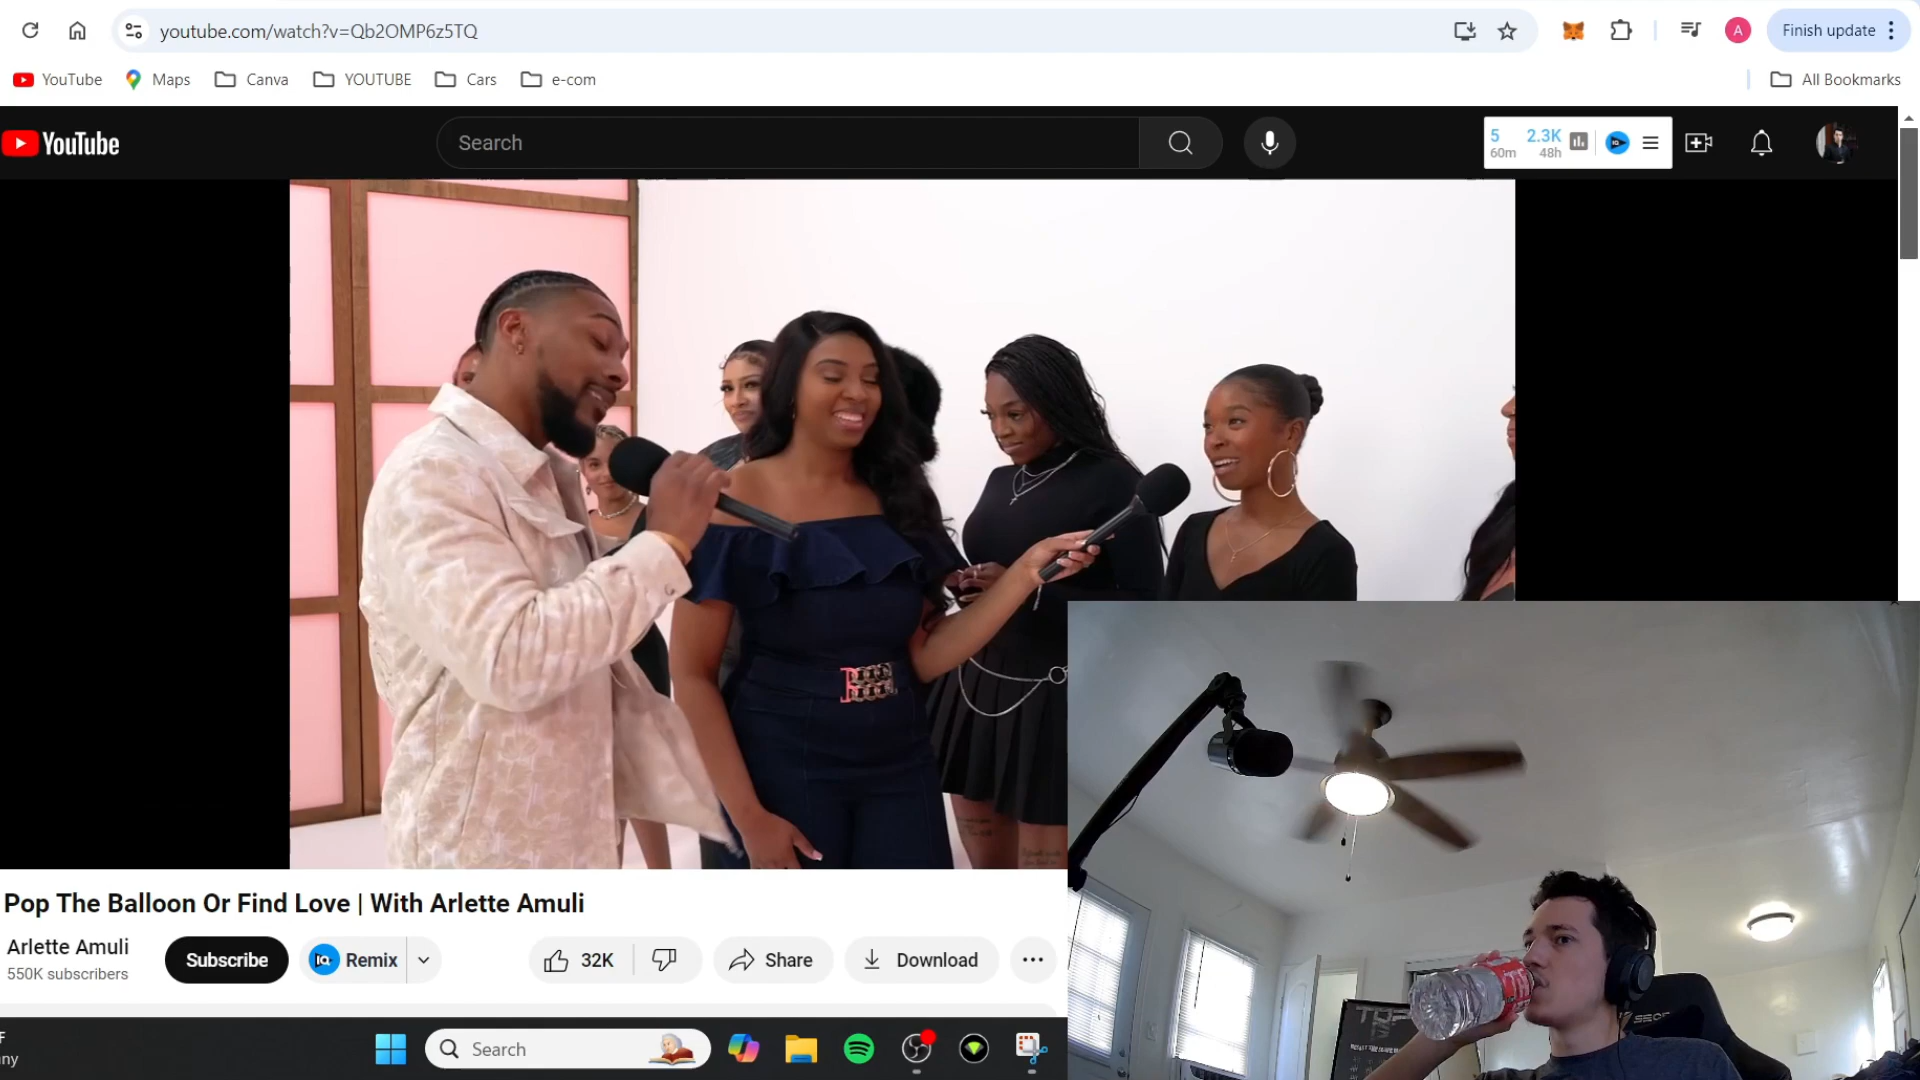 youtube.com/watch?v=Qb2OMP6z5TQ
A
Finish update
YouTube
Maps
Canva
YOUTUBE
Cars
e-com
All Bookmarks
YouTube
Search
5
2.3K
60m
48h
Pop The Balloon Or Find Love | With Arlette Amuli
Arlette Amuli
550K subscribers
Subscribe
Remix
32K
Share
Download
Search